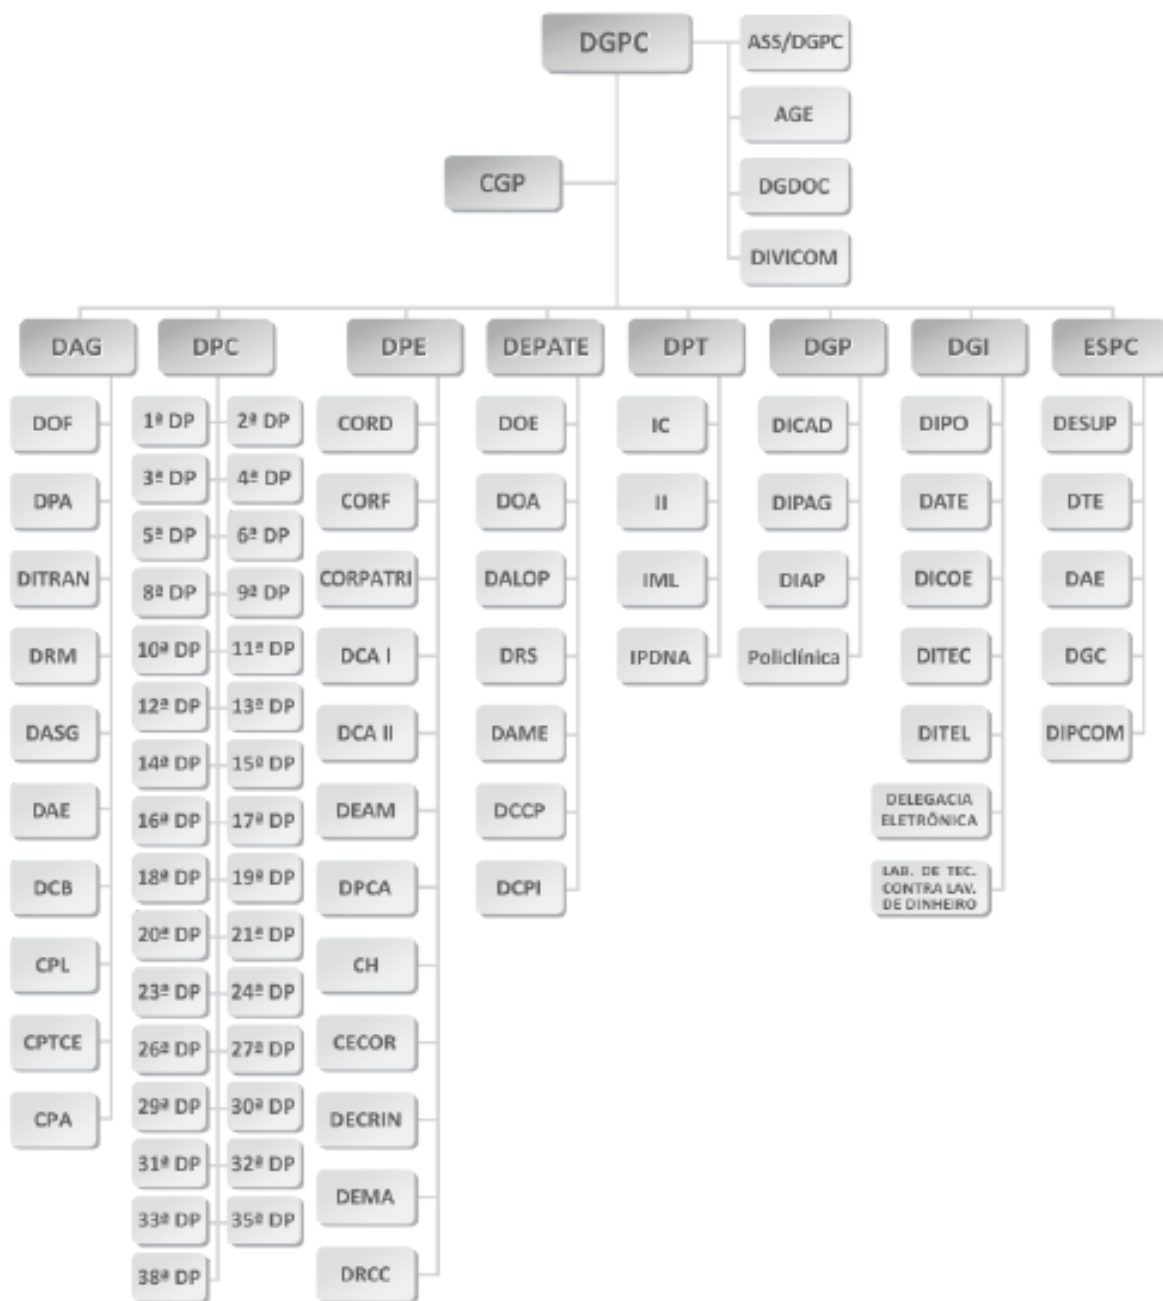 DGPC
ASS/DGPC
AGE
CGP
DGDOC
DIVICOM
DAG
DOF
DPA
DITRAN
DRM
DASG
DAE
DCB
CPL
CPTCE
CPA
DPC
1ª DP
2ª DP
3ª DP
4ª DP
5ª DP
6ª DP
8ª DP
9ª DP
10ª DP
11ª DP
12ª DP
13ª DP
14ª DP
15ª DP
16ª DP
17ª DP
18ª DP
19ª DP
20ª DP
21ª DP
23ª DP
24ª DP
26ª DP
27ª DP
29ª DP
30ª DP
31ª DP
32ª DP
33ª DP
35ª DP
38ª DP
DPE
CORD
CORF
CORPATRI
DCA I
DCA II
DEAM
DPCA
CH
CECOR
DECRIN
DEMA
DRCC
DEPATE
DOE
DOA
DALOP
DRS
DAME
DCCP
DCPI
DPT
IC
II
IML
IPDNA
DGP
DICAD
DIPAG
DIAP
Policlínica
DGI
DIPO
DATE
DICOE
DITEC
DITEL
DELEGACIA
ELETRÔNICA
LAB. DE TEC.
CONTRA LAV.
DE DINHEIRO
ESPC
DESUP
DTE
DAE
DGC
DIPCOM